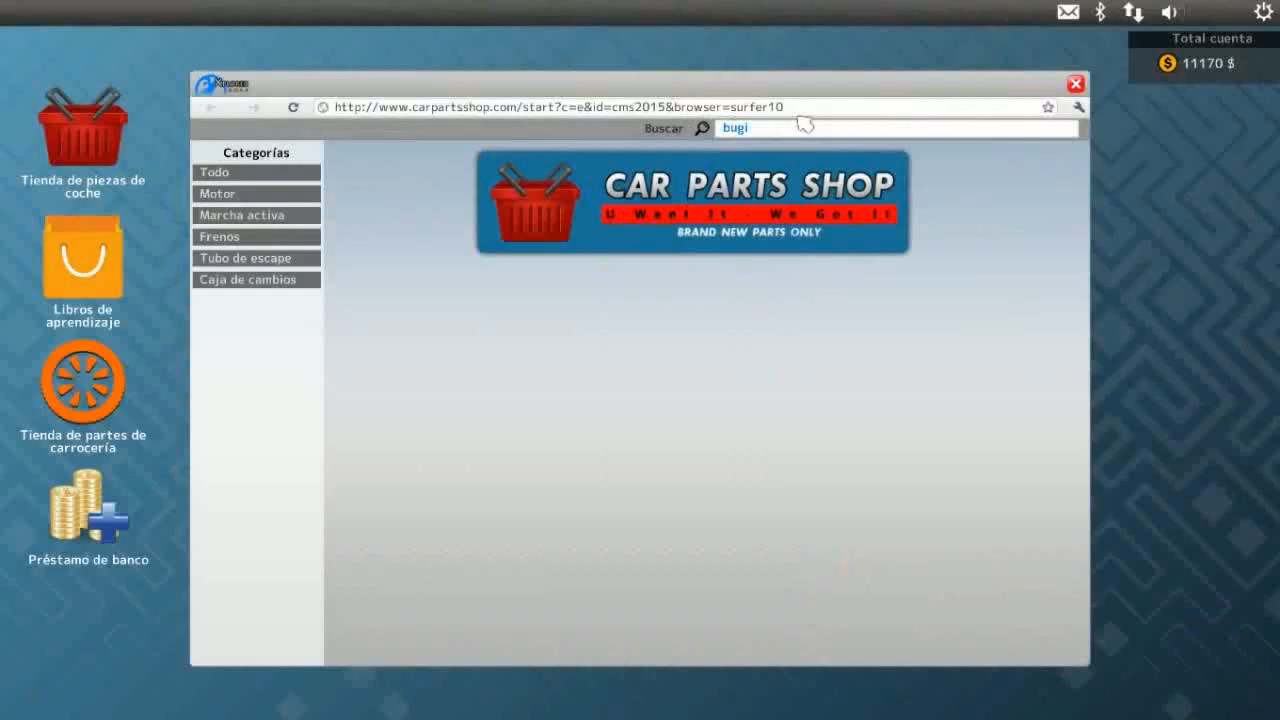 Total cuenta
11170 $
http://www.carpartsshop.com/start?c=e&id=cms2015&browser=surfer10
Buscar
bugi
Categorías
Todo
Motor
Marcha activa
Frenos
Tubo de escape
Caja de cambios
CAR PARTS SHOP
U Want It - We Got It
BRAND NEW PARTS ONLY
Tienda de piezas de
coche
Libros de
aprendizaje
Tienda de partes de
carrocería
Préstamo de banco